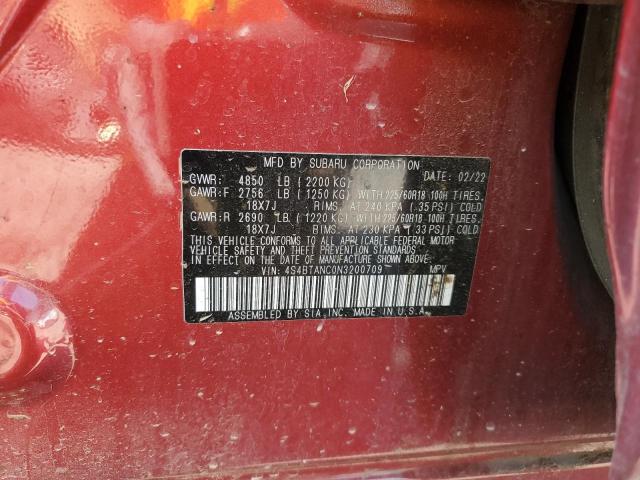 MFD BY SUBARU CORPORATION DATE: 02/22
GVWR: 4850 LB (2200 KG)
GAWR:F 2756 LB (1250 KG) WITH 225/60R18 100H TIRES.
18X7J RIMS. AT 240 KPA (35 PSI) COLD
GAWR:R 2690 LB. (1220 KG) WITH 225/60R18 100H TIRES.
18X7J RIMS. AT 230 KPA (33 PSI) COLD
THIS VEHICLE CONFORMS TO ALL APPLICABLE FEDERAL MOTOR
VEHICLE SAFETY AND THEFT PREVENTION STANDARDS
IN EFFECT ON THE DATE OF MANUFACTURE SHOWN ABOVE.
VIN: 4S4BTANC0N3200709 MPV
ASSEMBLED BY SIA, INC. MADE IN U.S.A.